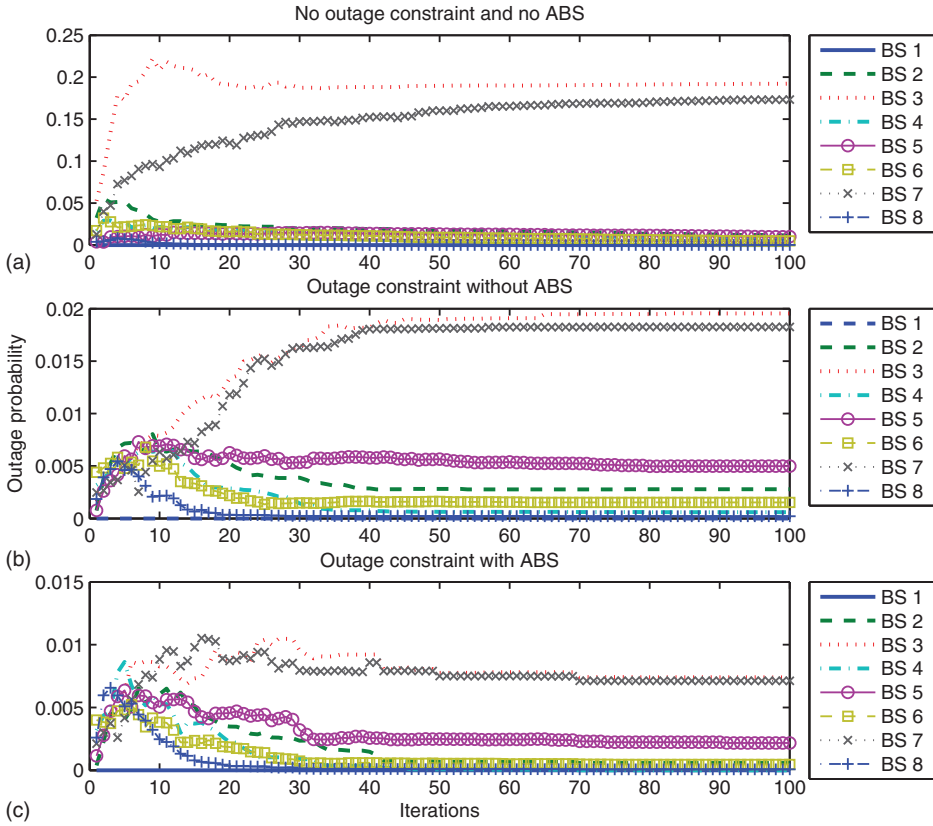 No outage constraint and no ABS
0.25
0.2
0.15
0.1
0.05
0
0 10 20 30 40 50 60 70 80 90 100
(a)
BS 1
BS 2
BS 3
BS 4
BS 5
BS 6
BS 7
BS 8
Outage constraint without ABS
Outage probability
0.02
0.015
0.01
0.005
0
0 10 20 30 40 50 60 70 80 90 100
(b)
BS 1
BS 2
BS 3
BS 4
BS 5
BS 6
BS 7
BS 8
Outage constraint with ABS
0.015
0.01
0.005
0
0 10 20 30 40 50 60 70 80 90 100
(c)
Iterations
BS 1
BS 2
BS 3
BS 4
BS 5
BS 6
BS 7
BS 8